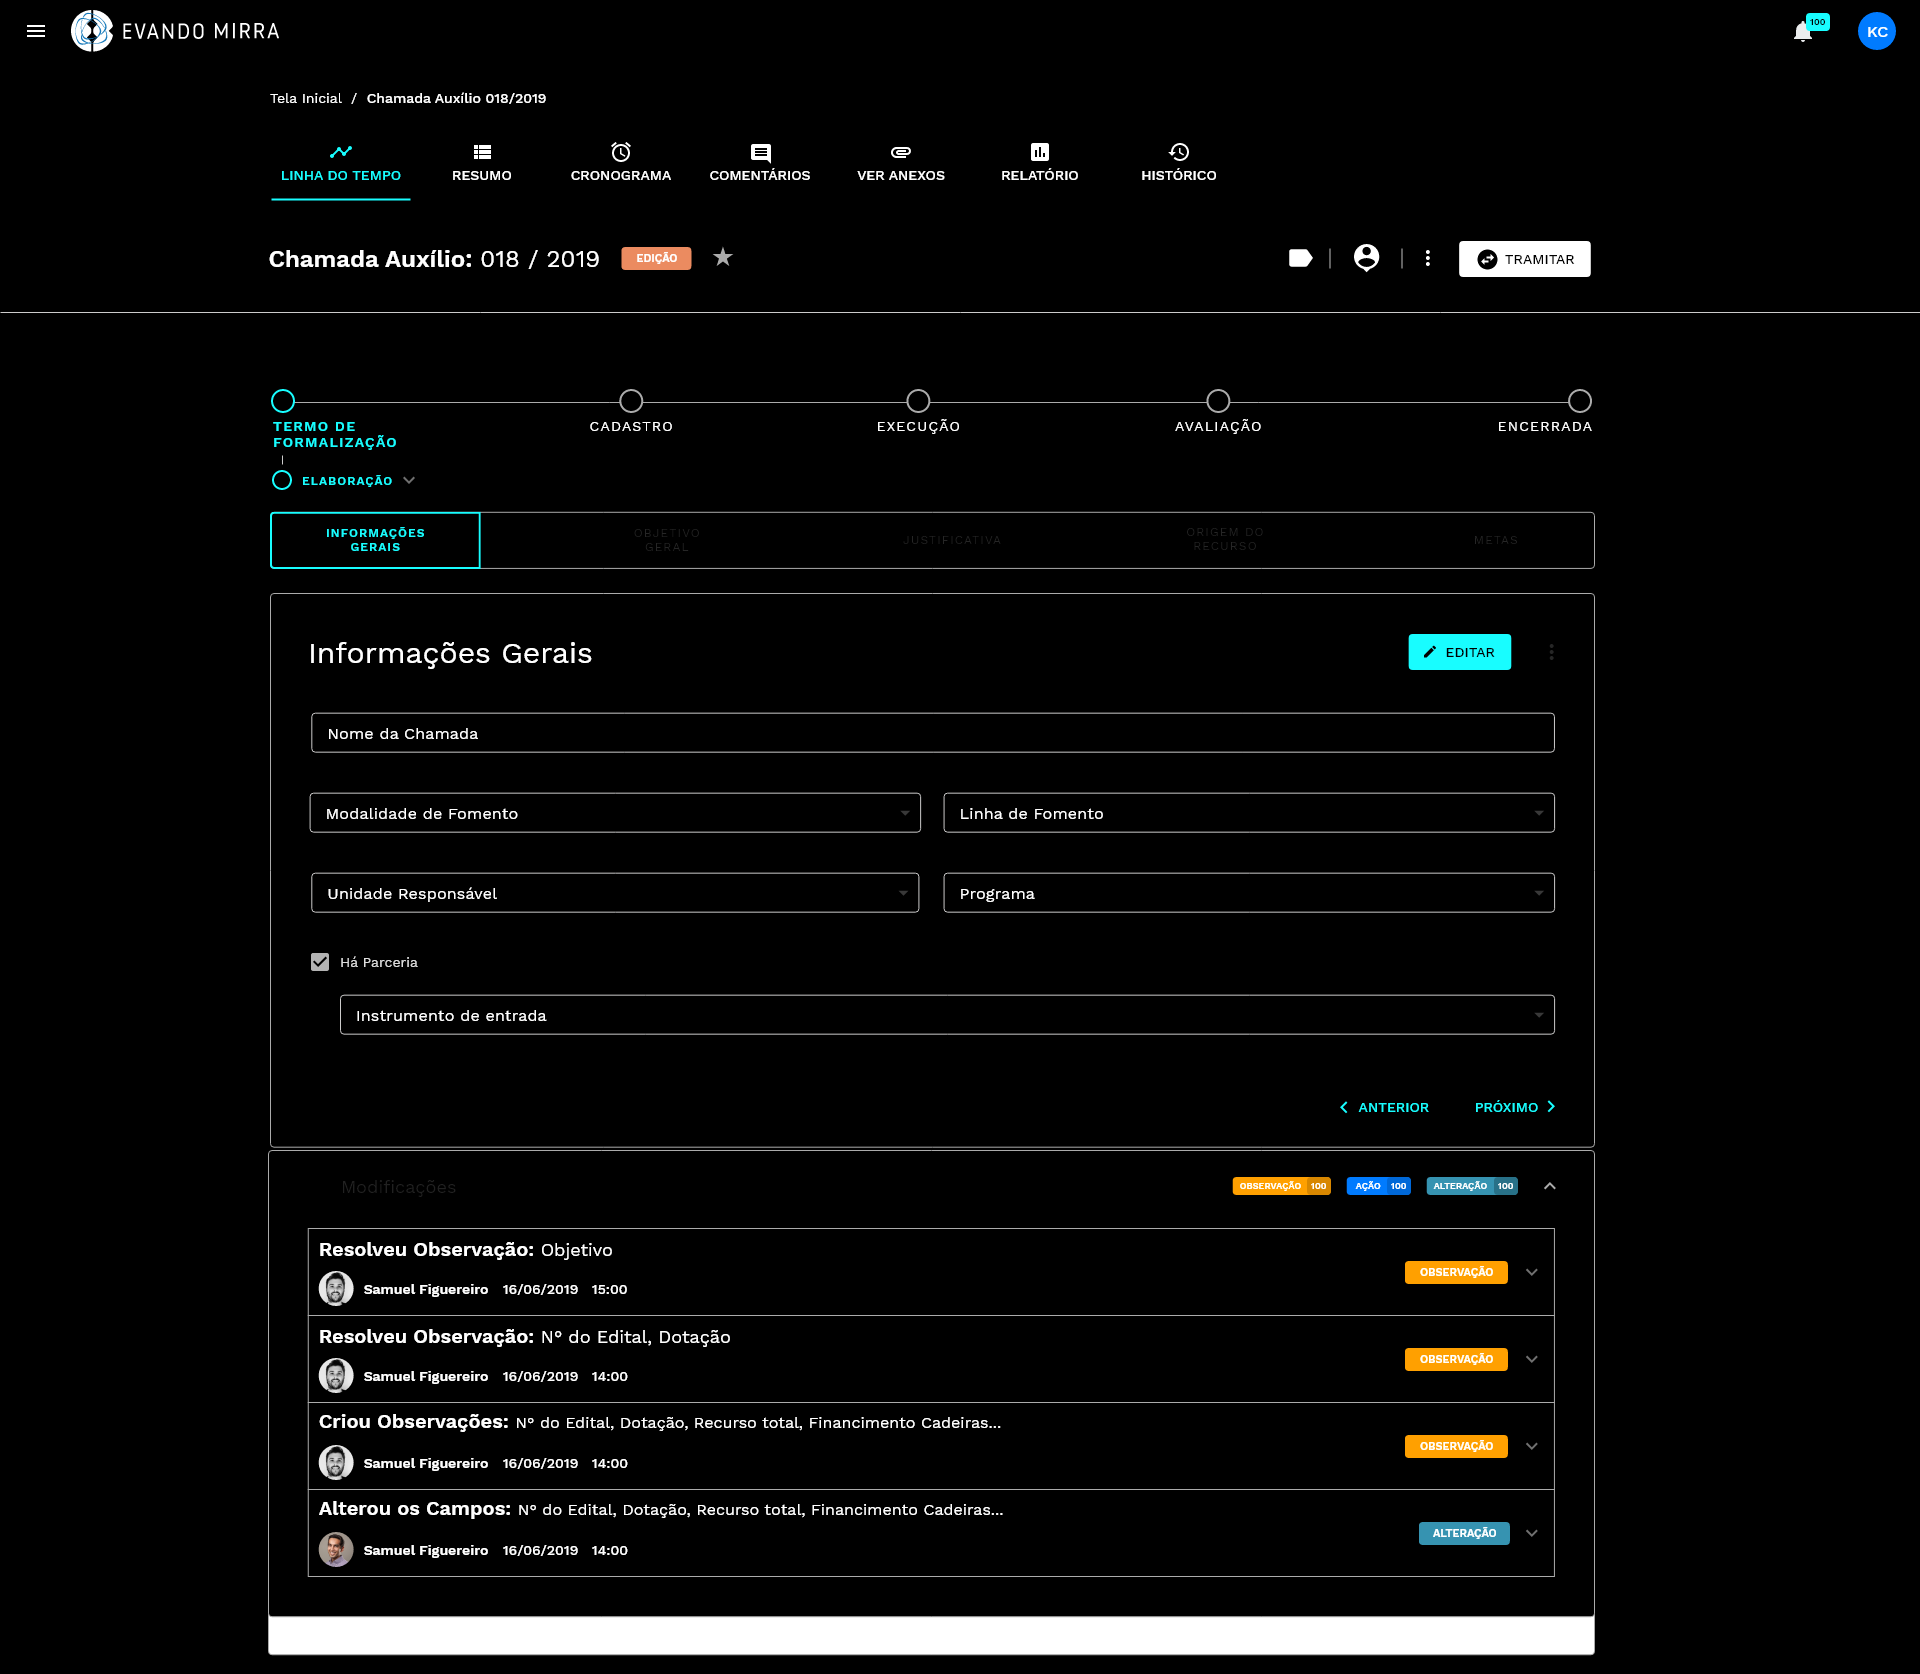 EVANDO MIRRA
100
KC
Tela Inicial / Chamada Auxílio 018/2019
LINHA DO TEMPO
RESUMO
CRONOGRAMA
COMENTÁRIOS
VER ANEXOS
RELATÓRIO
HISTÓRICO
Chamada Auxílio: 018 / 2019
EDIÇÃO
TRAMITAR
TERMO DE
FORMALIZAÇÃO
CADASTRO
EXECUÇÃO
AVALIAÇÃO
ENCERRADA
ELABORAÇÃO
INFORMAÇÕES
GERAIS
OBJETIVO
GERAL
JUSTIFICATIVA
ORIGEM DO
RECURSO
METAS
Informações Gerais
EDITAR
Nome da Chamada
Modalidade de Fomento
Linha de Fomento
Unidade Responsável
Programa
Há Parceria
Instrumento de entrada
ANTERIOR
PRÓXIMO
Modificações
OBSERVAÇÃO 100
AÇÃO 100
ALTERAÇÃO 100
Resolveu Observação: Objetivo
Samuel Figuereiro 16/06/2019 15:00
OBSERVAÇÃO
Resolveu Observação: N° do Edital, Dotação
Samuel Figuereiro 16/06/2019 14:00
OBSERVAÇÃO
Criou Observações: N° do Edital, Dotação, Recurso total, Financimento Cadeiras...
Samuel Figuereiro 16/06/2019 14:00
OBSERVAÇÃO
Alterou os Campos: N° do Edital, Dotação, Recurso total, Financimento Cadeiras...
Samuel Figuereiro 16/06/2019 14:00
ALTERAÇÃO